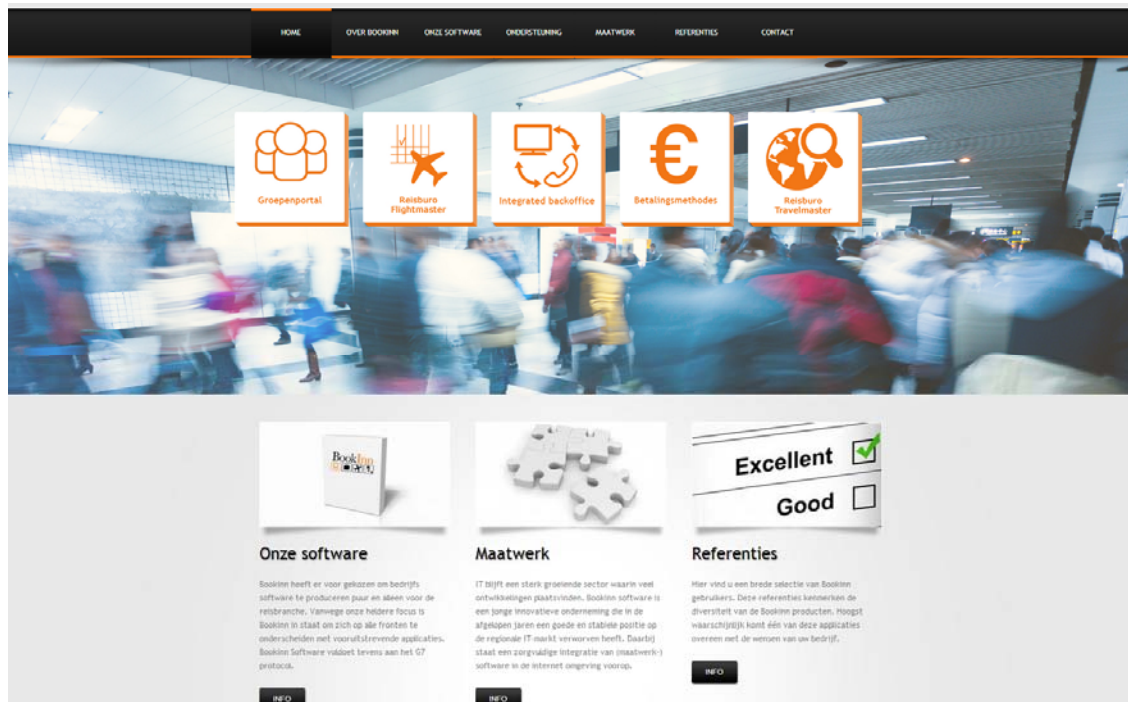 HOME OVER BOOKINN ONZE SOFTWARE ONDERSTEUNING MAATWERK REFERENTIES CONTACT
Groepenportal
Reisburo
Flightmaster
Integrated backoffice
€
Betalingsmethodes
Reisburo
Travelmaster
BookInn
Excellent
Good
Onze software
Bookinn heeft er voor gekozen om bedrijfs
software te produceren puur en alleen voor de
reisbranche. Vanwege onze heldere focus is
Bookinn in staat om zich op alle fronten te
onderscheiden met vooruitstrevende applicaties.
Bookinn Software voldoet tevens aan het G7
protocol.
INFO
Maatwerk
IT blijft een sterk groeiende sector waarin veel
ontwikkelingen plaatsvinden. Bookinn software is
een jonge innovatieve onderneming die in de
afgelopen jaren een goede en stabiele positie op
de regionale IT markt verworven heeft. Daarbij
staat een zorgvuldige integratie van (maatwerk-)
software in de internet omgeving voorop.
INFO
Referenties
Hier vind u een brede selectie van Bookinn
gebruikers. Deze referenties kenmerken de
diversiteit van de Bookinn producten. Hoogst
waarschijnlijk komt één van deze applicaties
overeen met de wensen van uw bedrijf.
INFO